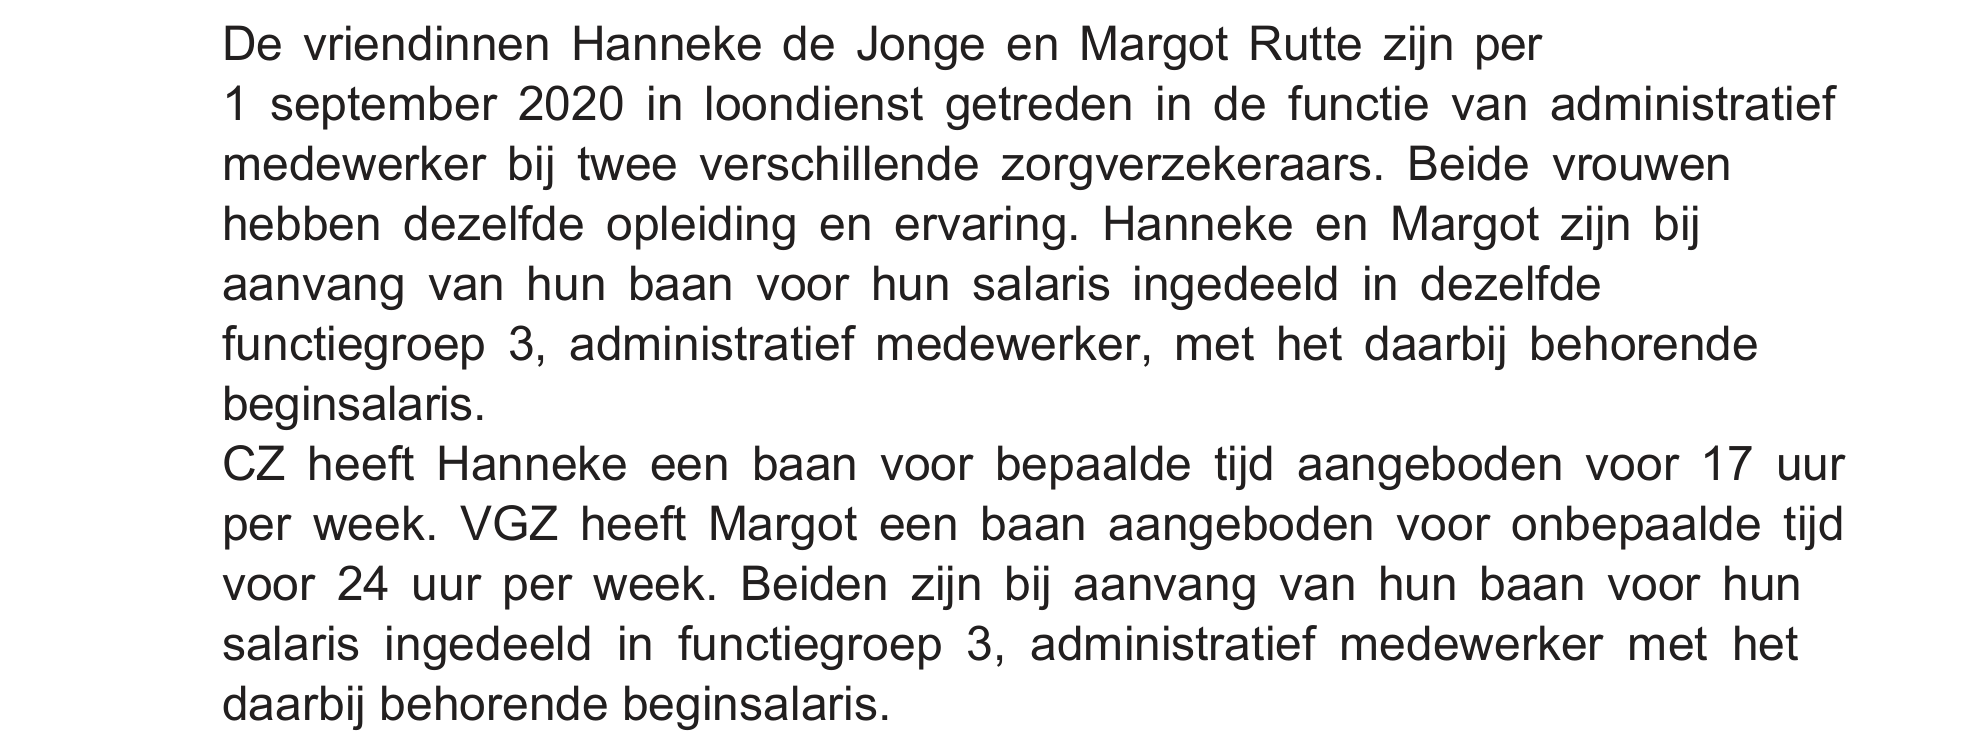 De vriendinnen Hanneke de Jonge en Margot Rutte zijn per
1 september 2020 in loondienst getreden in de functie van administratief
medewerker bij twee verschillende zorgverzekeraars. Beide vrouwen
hebben dezelfde opleiding en ervaring. Hanneke en Margot zijn bij
aanvang van hun baan voor hun salaris ingedeeld in dezelfde
functiegroep 3, administratief medewerker, met het daarbij behorende
beginsalaris.
CZ heeft Hanneke een baan voor bepaalde tijd aangeboden voor 17 uur
per week. VGZ heeft Margot een baan aangeboden voor onbepaalde tijd
voor 24 uur per week. Beiden zijn bij aanvang van hun baan voor hun
salaris ingedeeld in functiegroep 3, administratief medewerker met het
daarbij behorende beginsalaris.